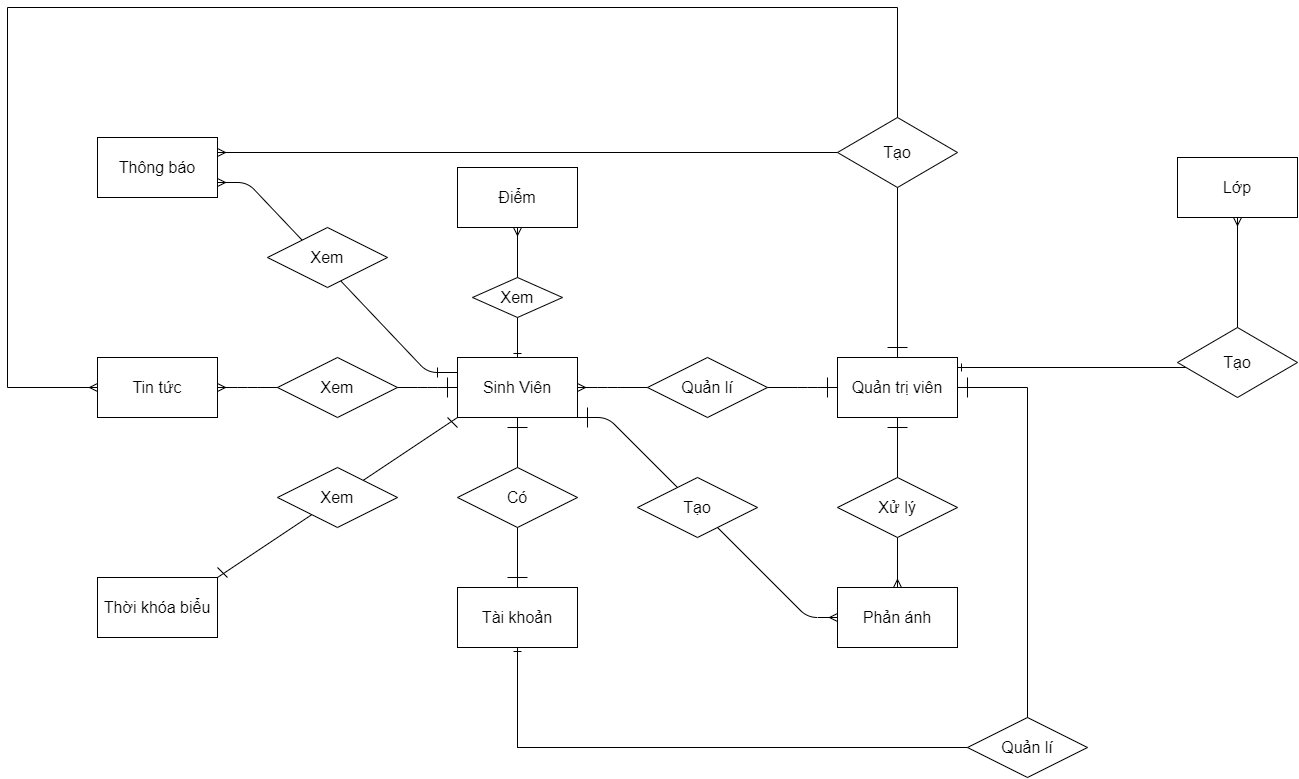 Tạo
Thông báo
Lớp
Điểm
Xem
Xem
Tạo
Tin tức
Xem
Sinh Viên
Quản lí
Quản trị viên
Xem
Có
Tạo
Xử lý
Thời khóa biểu
Tài khoản
Phản ánh
Quản lí